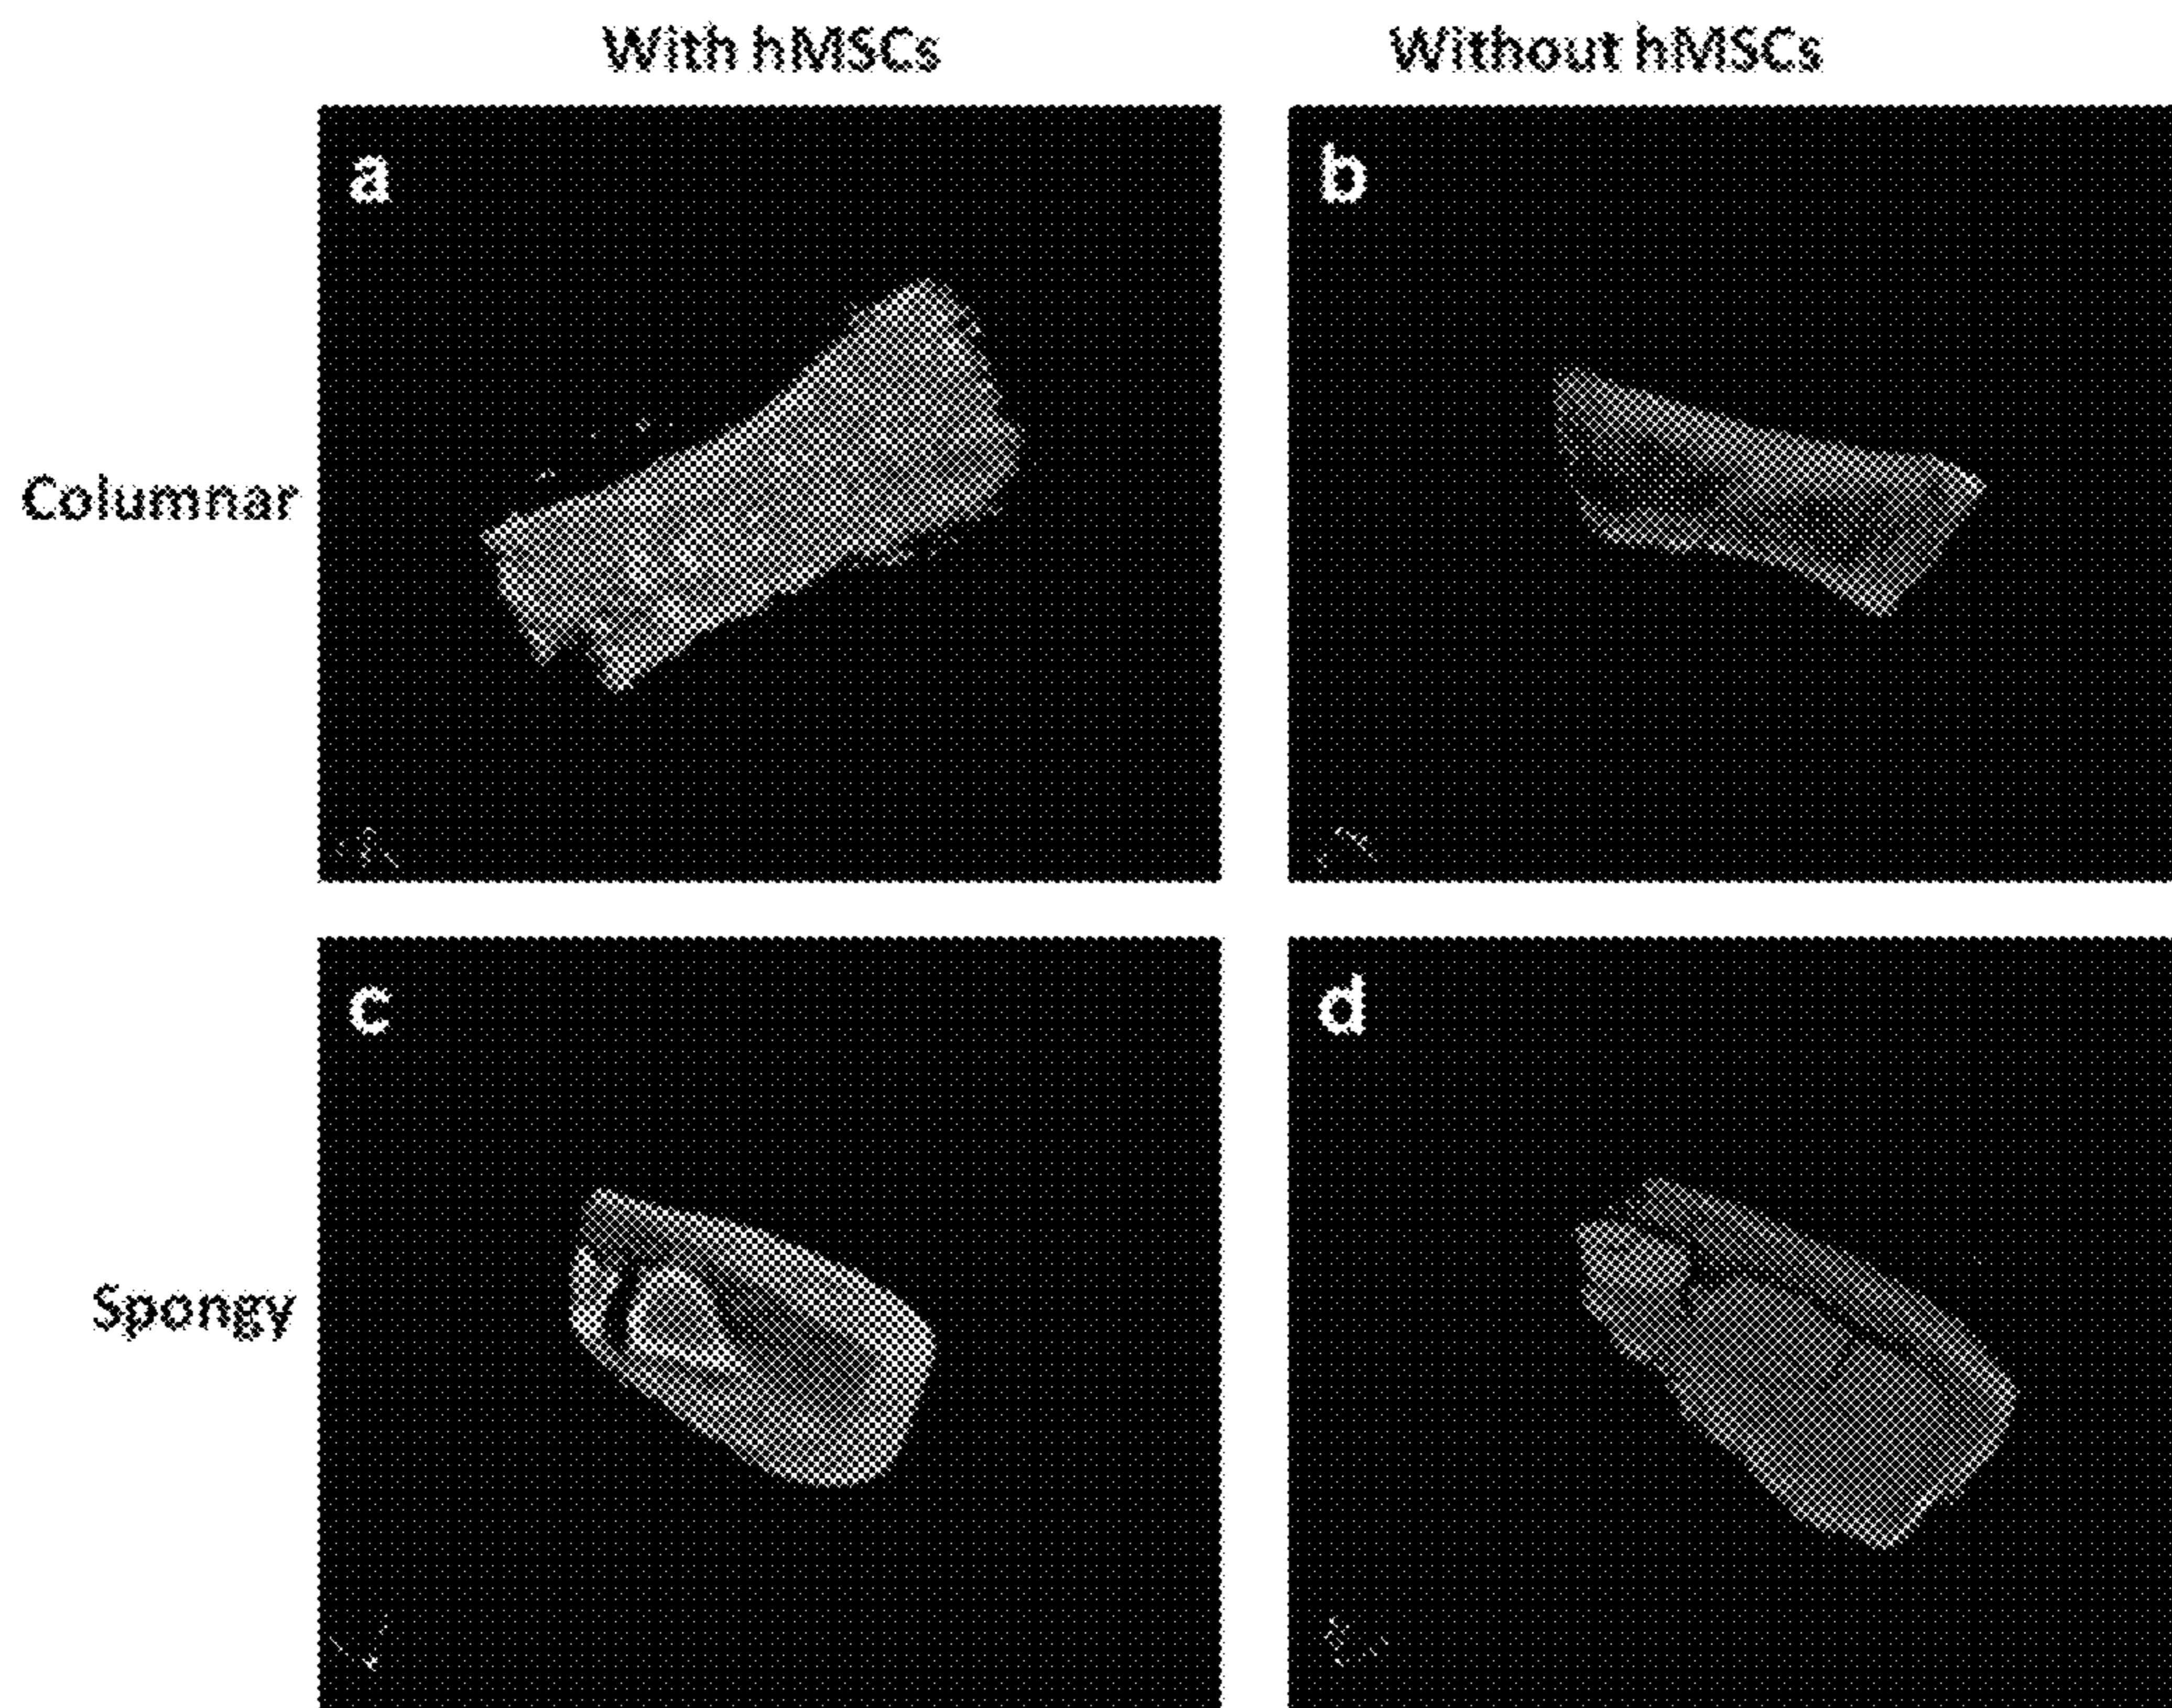 With hMSCs
Without hMSCs
a
b
Columnar
c
d
Spongy